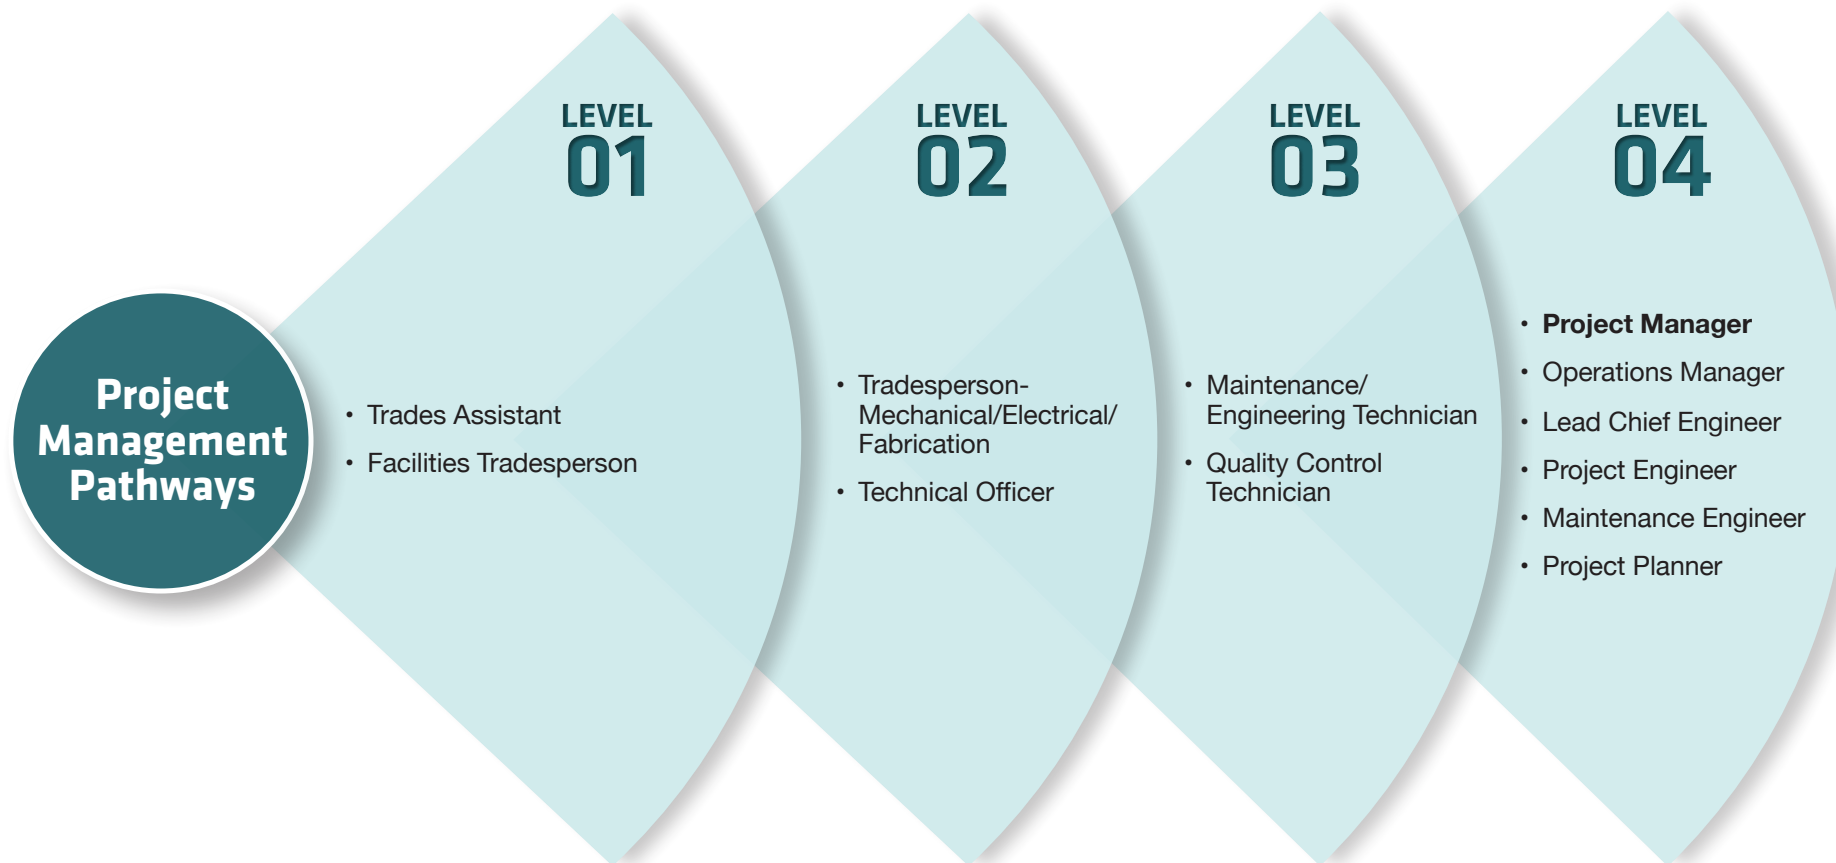 Project
Management
Pathways
LEVEL
01
• Trades Assistant
• Facilities Tradesperson
LEVEL
02
• Tradesperson-
Mechanical/Electrical/
Fabrication
• Technical Officer
LEVEL
03
• Maintenance/
Engineering Technician
• Quality Control
Technician
LEVEL
04
• Project Manager
• Operations Manager
• Lead Chief Engineer
• Project Engineer
• Maintenance Engineer
• Project Planner